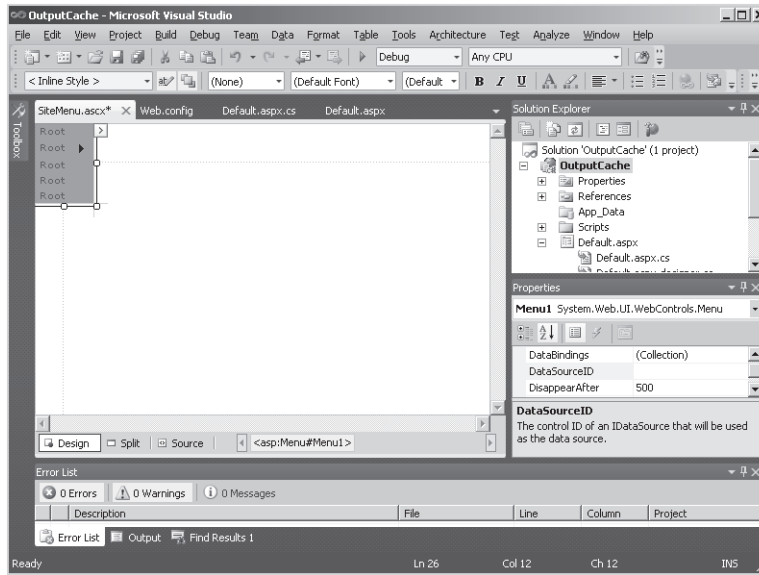 OutputCache - Microsoft Visual Studio
File Edit View Project Build Debug Team Data Format Table Tools Architecture Test Analyze Window Help
Debug Any CPU
< Inline Style > (None) (Default Font) (Default B I U A
SiteMenu.ascx* Web.config Default.aspx.cs Default.aspx
Toolbox
Root
Root
Root
Root
Root
Design Split Source <asp:Menu#Menu1>
Solution Explorer
Solution 'OutputCache' (1 project)
OutputCache
Properties
References
App_Data
Scripts
Default.aspx
Default.aspx.cs
Default.aspx.designer.cs
Properties
Menu1 System.Web.UI.WebControls.Menu
DataBindings (Collection)
DataSourceID
DisappearAfter 500
DataSourceID
The control ID of an IDataSource that will be used
as the data source.
Error List
0 Errors 0 Warnings 0 Messages
Description File Line Column Project
Error List Output Find Results 1
Ready Ln 26 Col 12 Ch 12 INS